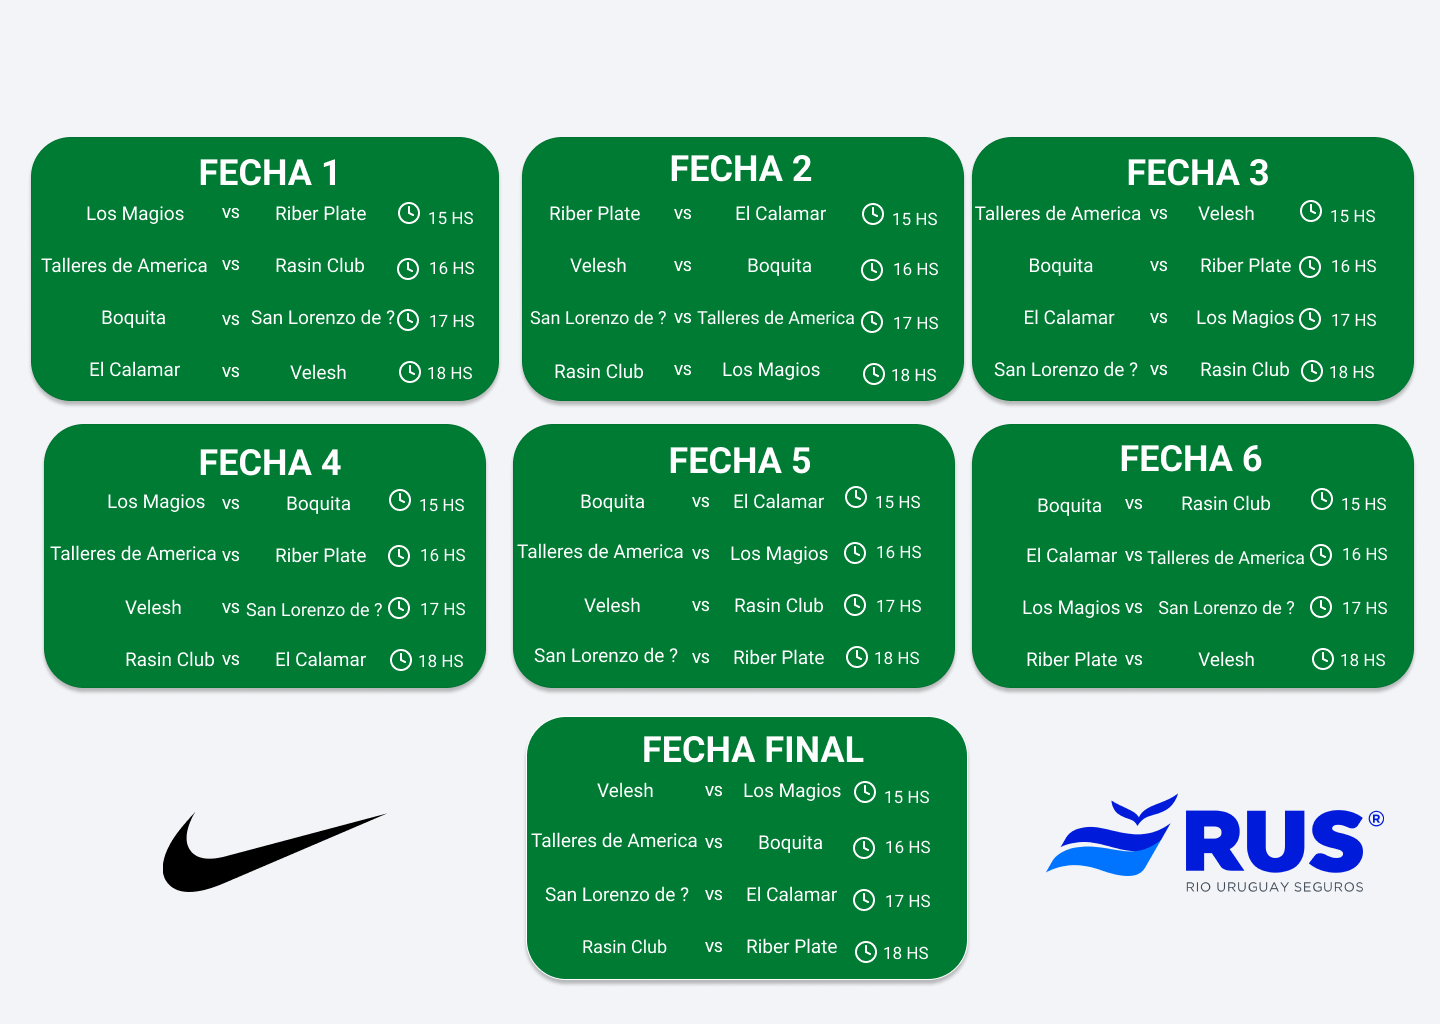 FECHA 1
Los Magios vs Riber Plate 15 HS
Talleres de America vs Rasin Club 16 HS
Boquita vs San Lorenzo de ? 17 HS
El Calamar vs Velesh 18 HS
FECHA 2
Riber Plate vs El Calamar 15 HS
Velesh vs Boquita 16 HS
San Lorenzo de ? vs Talleres de America 17 HS
Rasin Club vs Los Magios 18 HS
FECHA 3
Talleres de America vs Velesh 15 HS
Boquita vs Riber Plate 16 HS
El Calamar vs Los Magios 17 HS
San Lorenzo de ? vs Rasin Club 18 HS
FECHA 4
Los Magios vs Boquita 15 HS
Talleres de America vs Riber Plate 16 HS
Velesh vs San Lorenzo de ? 17 HS
Rasin Club vs El Calamar 18 HS
FECHA 5
Boquita vs El Calamar 15 HS
Talleres de America vs Los Magios 16 HS
Velesh vs Rasin Club 17 HS
San Lorenzo de ? vs Riber Plate 18 HS
FECHA 6
Boquita vs Rasin Club 15 HS
El Calamar vs Talleres de America 16 HS
Los Magios vs San Lorenzo de ? 17 HS
Riber Plate vs Velesh 18 HS
FECHA FINAL
Velesh vs Los Magios 15 HS
Talleres de America vs Boquita 16 HS
San Lorenzo de ? vs El Calamar 17 HS
Rasin Club vs Riber Plate 18 HS
RUS®
RIO URUGUAY SEGUROS